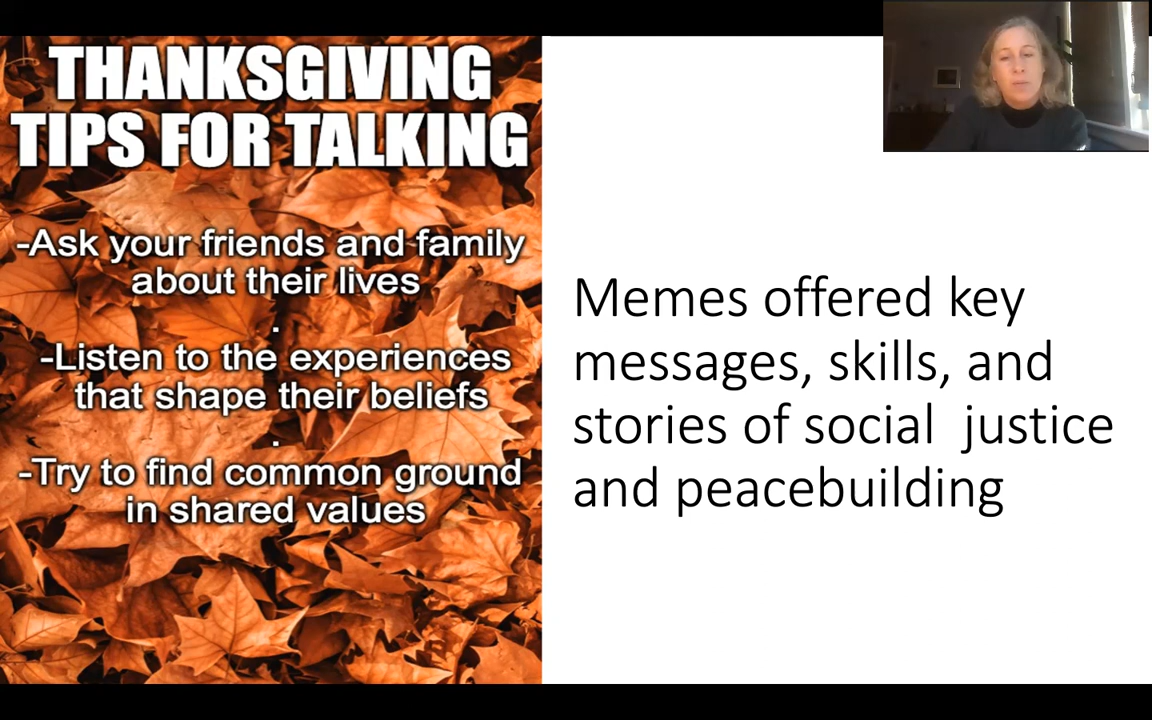 THANKSGIVING
TIPS FOR TALKING
-Ask your friends and family
about their lives
.
-Listen to the experiences
that shape their beliefs
.
-Try to find common ground
in shared values
Memes offered key
messages, skills, and
stories of social  justice
and peacebuilding